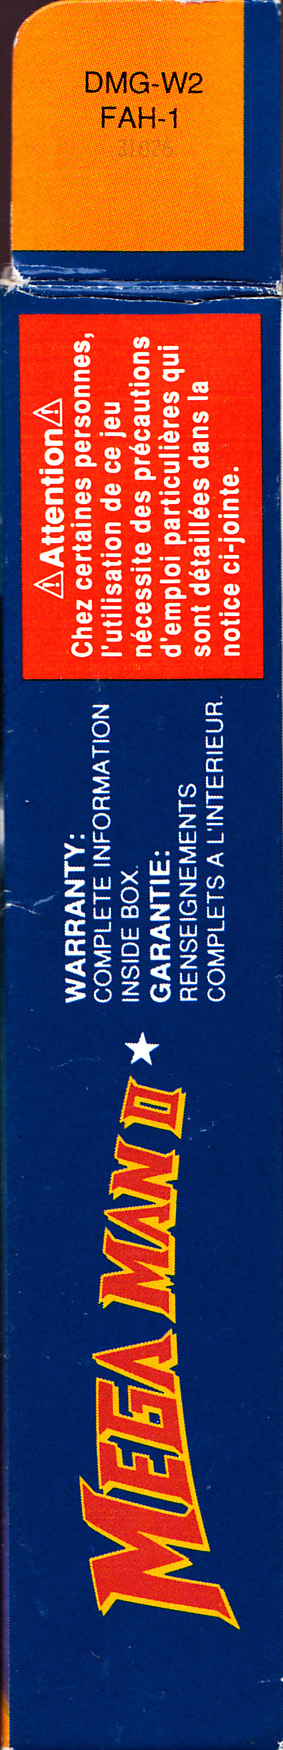 DMG-W2
FAH-1
31076
⚠Attention⚠
Chez certaines personnes,
l'utilisation de ce jeu
nécessite des précautions
d'emploi particulières qui
sont détaillées dans la
notice ci-jointe.
WARRANTY:
COMPLETE INFORMATION
INSIDE BOX.
GARANTIE:
RENSEIGNEMENTS
COMPLETS A L'INTERIEUR.
MEGA MAN II